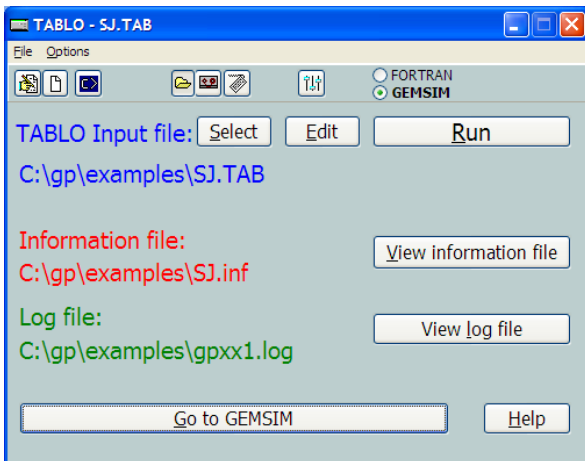 TABLO - SJ.TAB
File Options
FORTRAN
GEMSIM
TABLO Input file: Select Edit Run
C:\gp\examples\SJ.TAB
Information file:
View information file
C:\gp\examples\SJ.inf
Log file:
View log file
C:\gp\examples\gpxx1.log
Go to GEMSIM Help